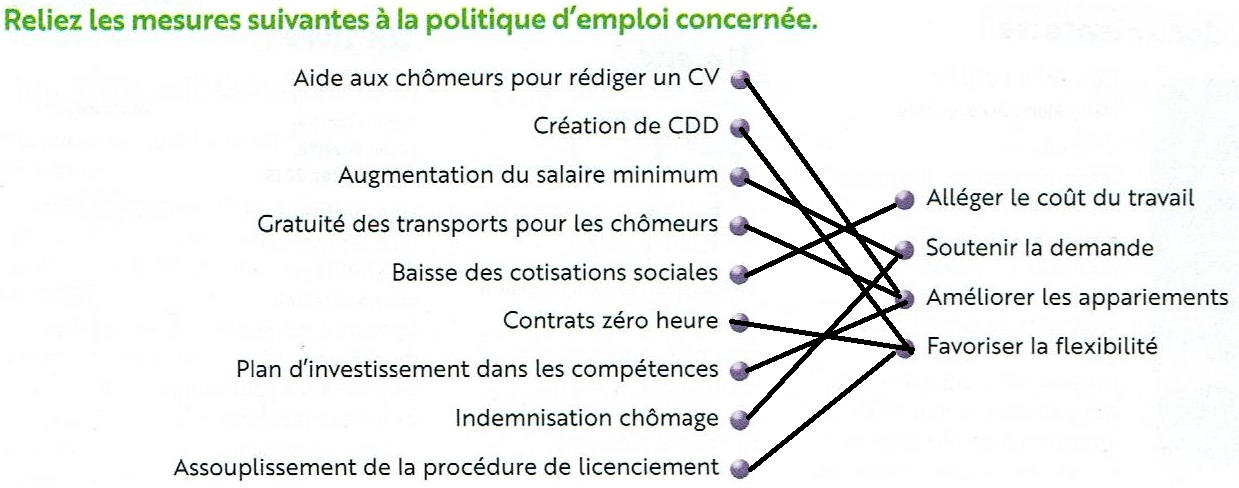 Reliez les mesures suivantes à la politique d'emploi concernée.
Aide aux chômeurs pour rédiger un CV
Création de CDD
Augmentation du salaire minimum
Gratuité des transports pour les chômeurs
Baisse des cotisations sociales
Contrats zéro heure
Plan d'investissement dans les compétences
Indemnisation chômage
Assouplissement de la procédure de licenciement
Alléger le coût du travail
Soutenir la demande
Améliorer les appariements
Favoriser la flexibilité